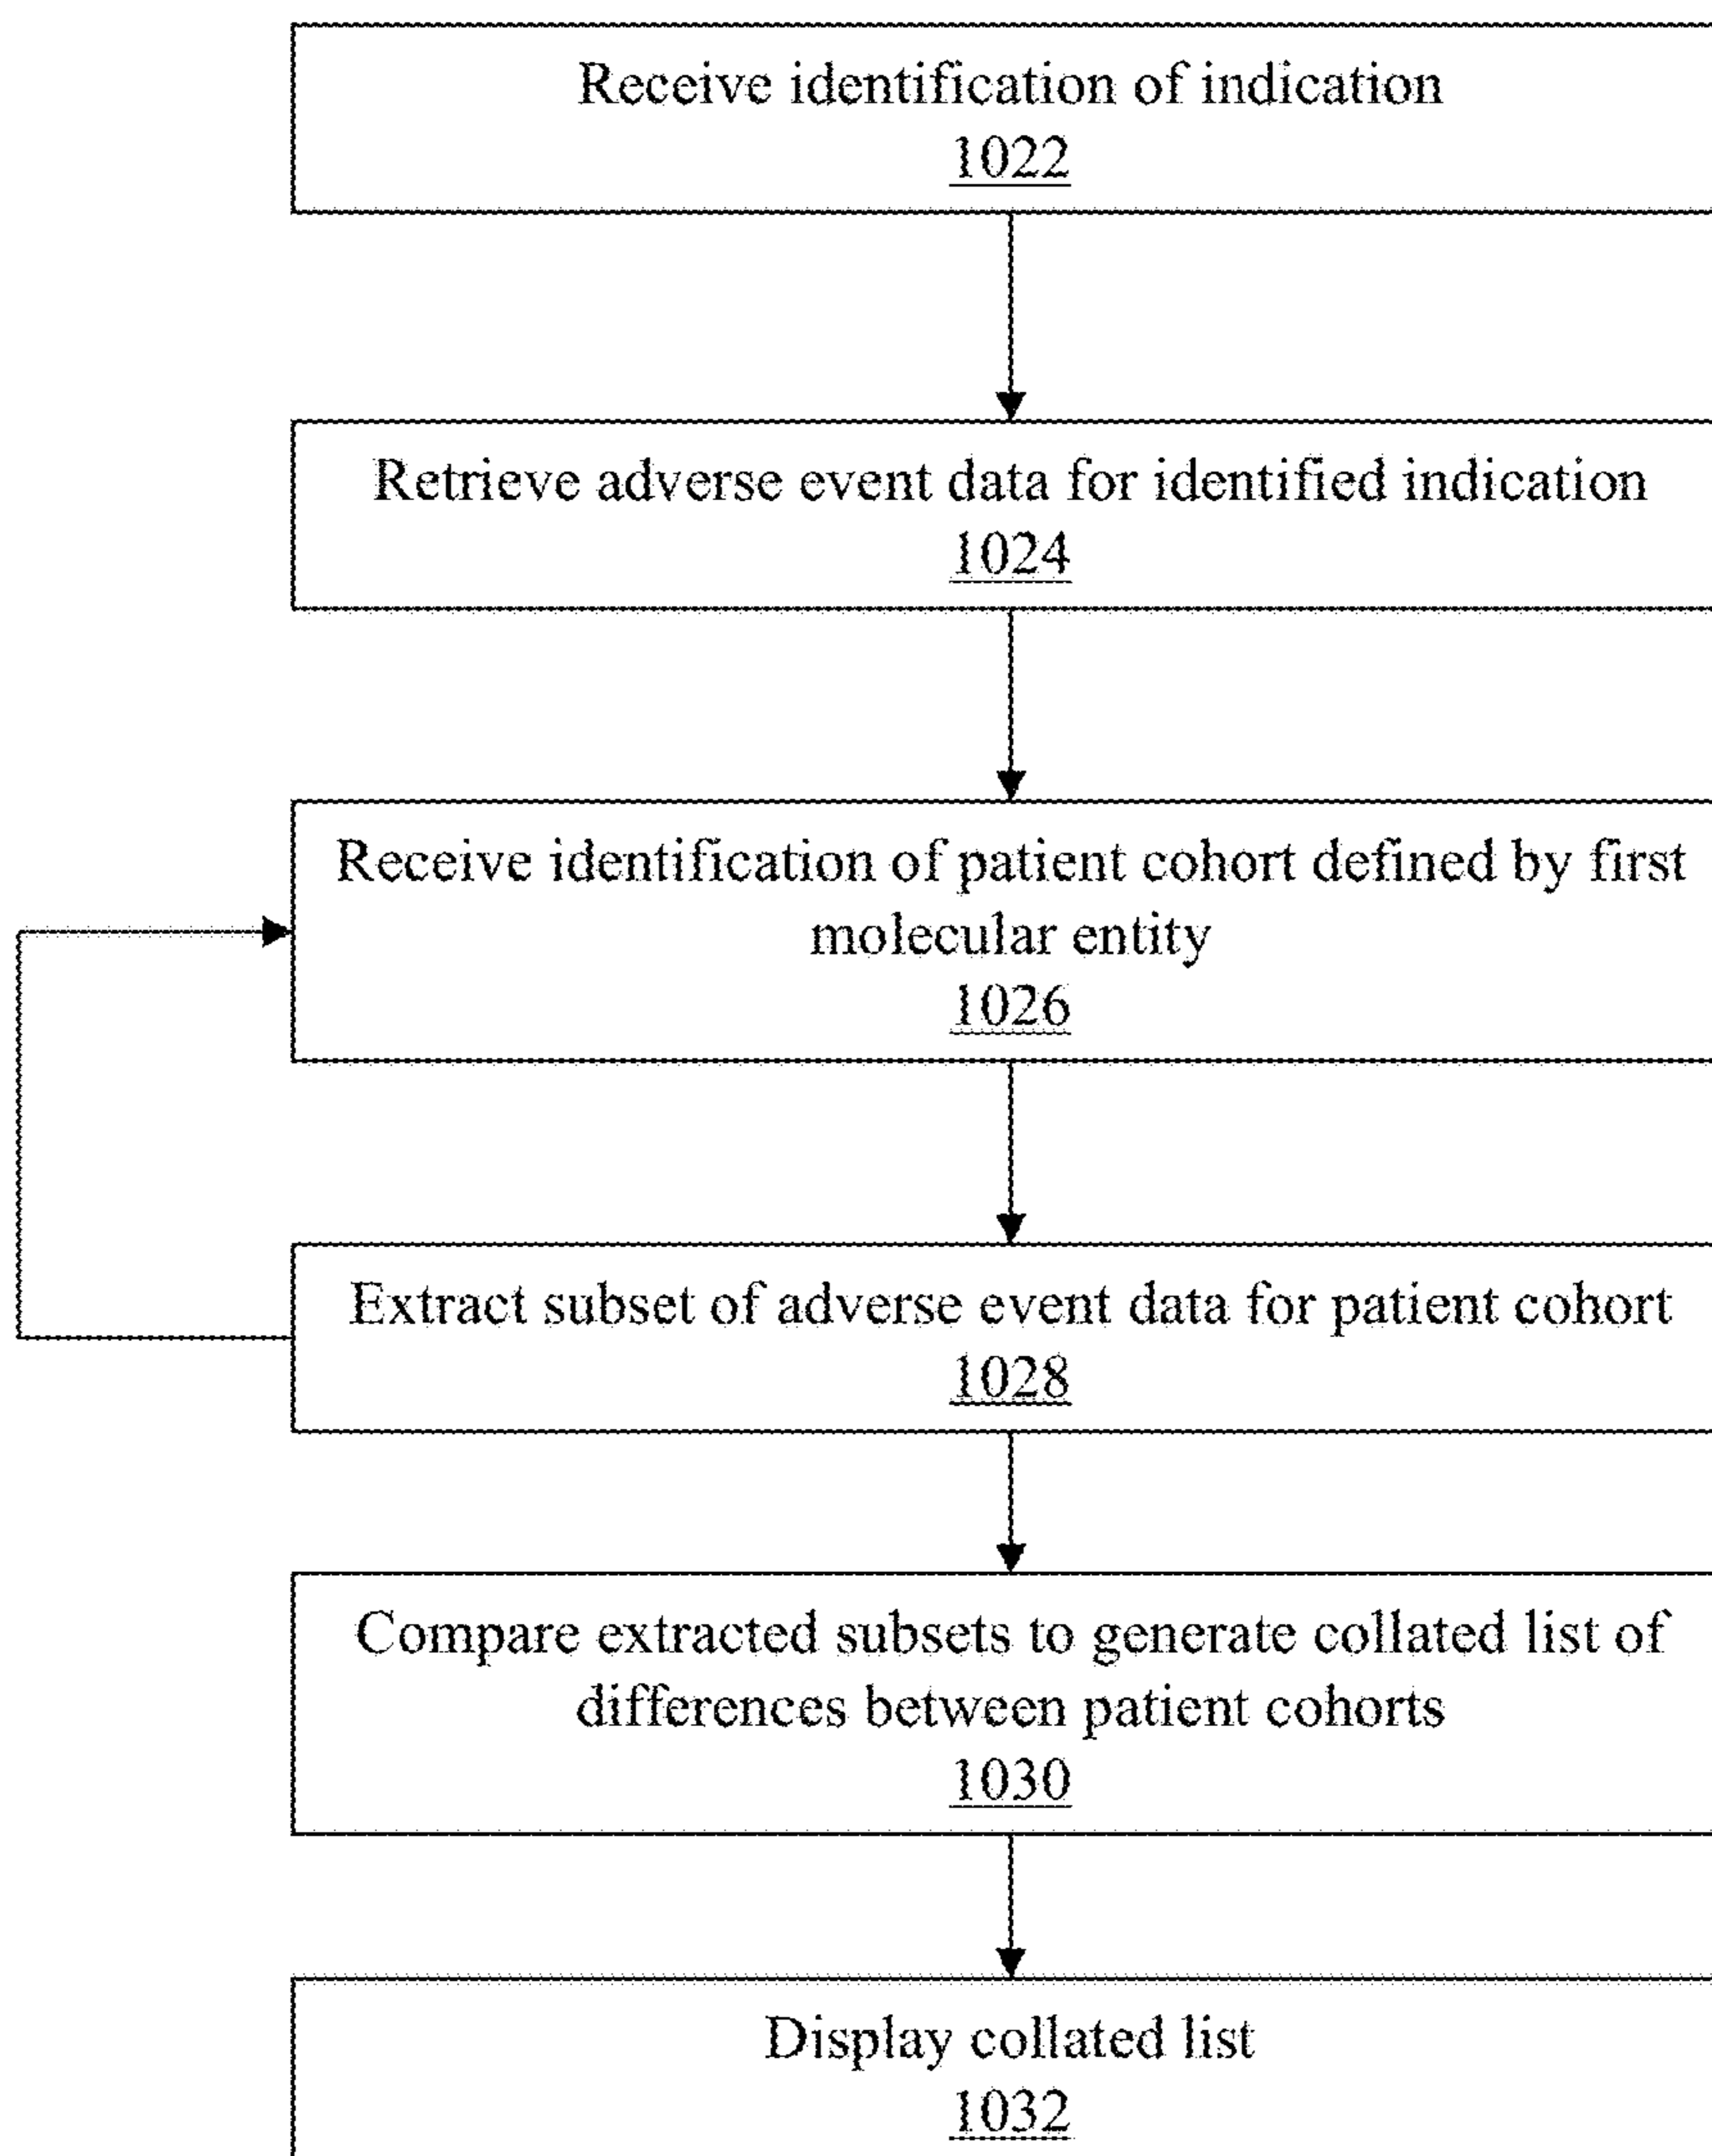 Receive identification of indication
1022
Retrieve adverse event data for identified indication
1024
Receive identification of patient cohort defined by first
molecular entity
1026
Extract subset of adverse event data for patient cohort
1028
Compare extracted subsets to generate collated list of
differences between patient cohorts
1030
Display collated list
1032